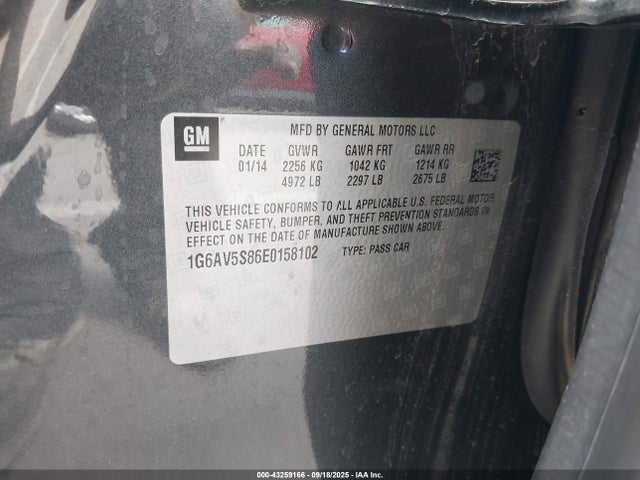 GM
MFD BY GENERAL MOTORS LLC
DATE GVWR GAWR FRT GAWR RR
01/14 2256 KG 1042 KG 1214 KG
4972 LB 2297 LB 2675 LB
THIS VEHICLE CONFORMS TO ALL APPLICABLE U.S. FEDERAL MOTOR
VEHICLE SAFETY, BUMPER, AND THEFT PREVENTION STANDARDS IN
EFFECT ON THE DATE OF MANUFACTURE SHOWN ABOVE.
1G6AV5S86E0158102 TYPE: PASS CAR
000-43259166 - 09/18/2025 - IAA Inc.